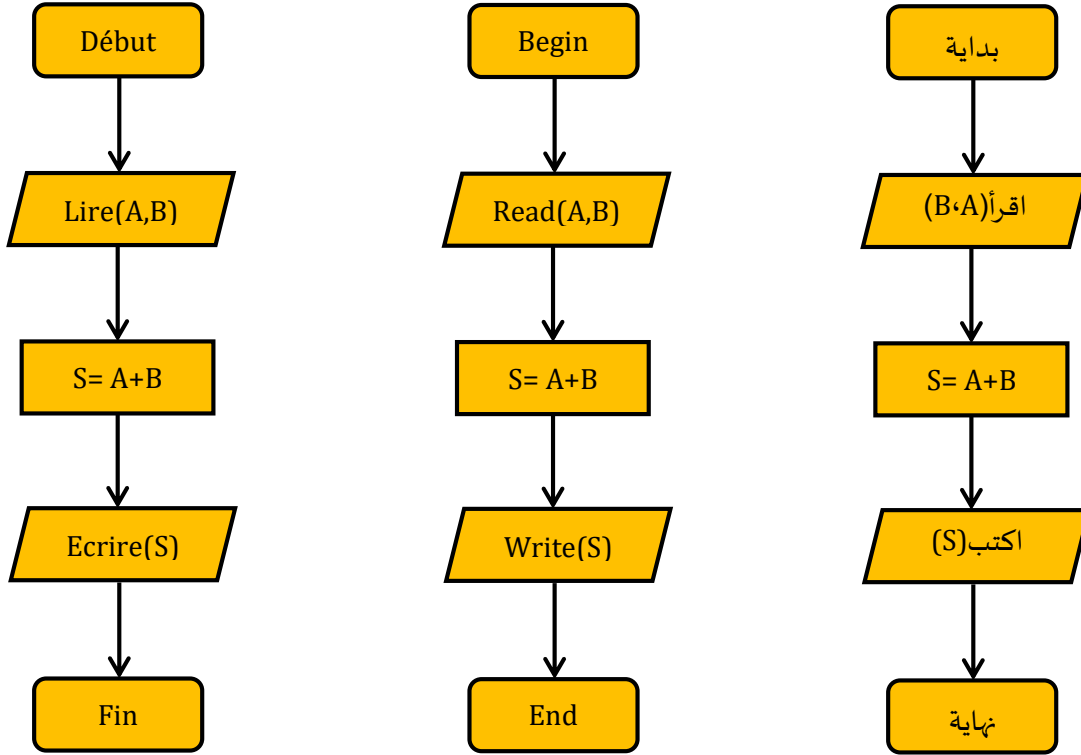 Début
Lire(A,B)
S= A+B
Ecrire(S)
Fin
Begin
Read(A,B)
S= A+B
Write(S)
End
بداية
اقرأ(B،A)
S= A+B
اكتب(S)
نهاية